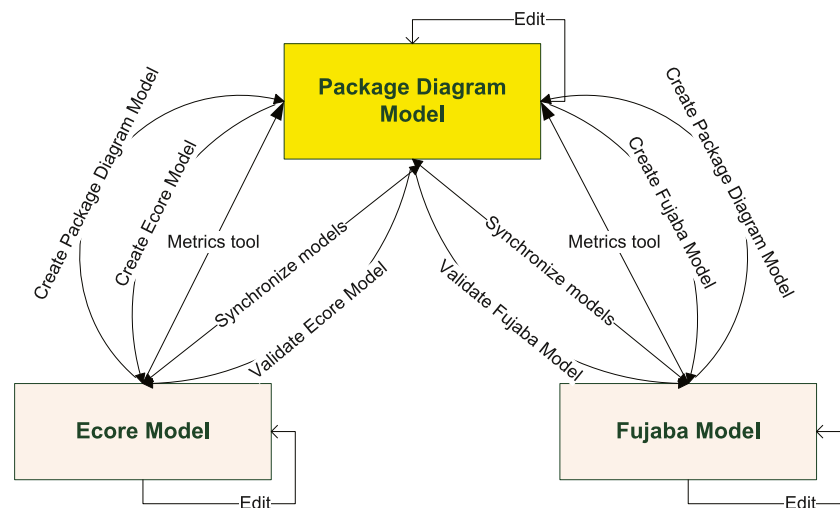 Edit
Package Diagram
Model
Create Package Diagram Model
Create Ecore Model
Metrics tool
Synchronize models
Validate Ecore Model
Synchronize models
Validate Fujaba Model
Metrics tool
Create Fujaba Model
Create Package Diagram Model
Ecore Model
Fujaba Model
Edit
Edit